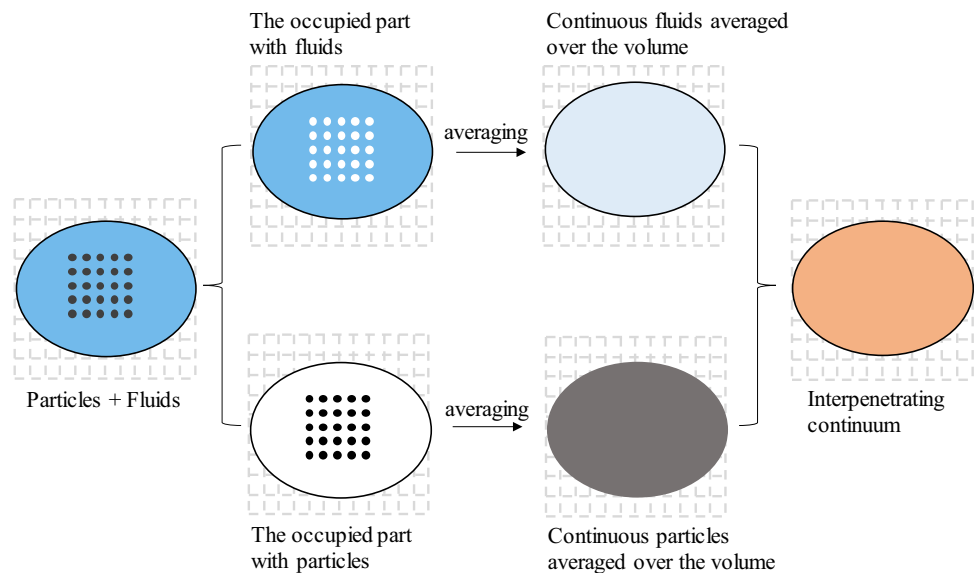 The occupied part
with fluids
Continuous fluids averaged
over the volume
averaging
Particles + Fluids
averaging
Interpenetrating
continuum
The occupied part
with particles
Continuous particles
averaged over the volume